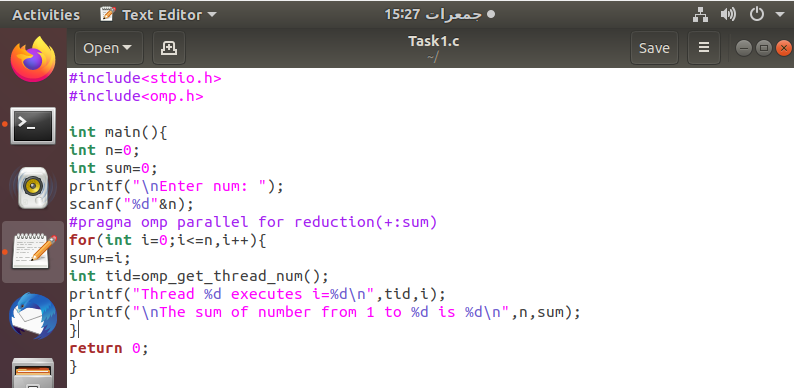 Activities Text Editor 15:27 جمعرات
Open Task1.c Save
~/
#include<stdio.h>
#include<omp.h>
int main(){
int n=0;
int sum=0;
printf("\nEnter num: ");
scanf("%d"&n);
#pragma omp parallel for reduction(+:sum)
for(int i=0;i<=n,i++){
sum+=i;
int tid=omp_get_thread_num();
printf("Thread %d executes i=%d\n",tid,i);
printf("\nThe sum of number from 1 to %d is %d\n",n,sum);
}
return 0;
}